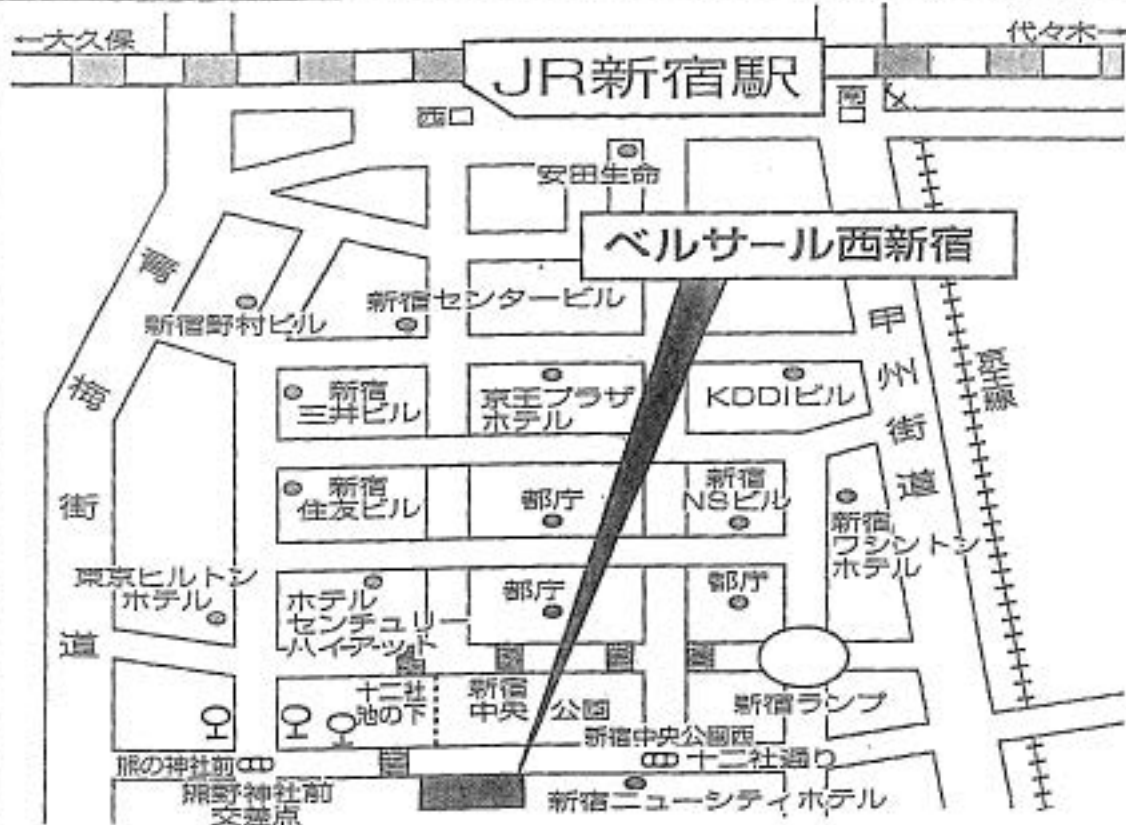 ←大久保
代々木→
JR新宿駅
西口
南口
安田生命
ベルサール西新宿
新宿センタービル
新宿野村ビル
青梅街道
甲州街道
京王線
新宿
三井ビル
京王プラザ
ホテル
KDDIビル
新宿
住友ビル
都庁
新宿
NSビル
新宿
ワシントン
ホテル
東京ヒルトン
ホテル
ホテル
センチュリー
ハイアット
都庁
都庁
十二社
池の下
新宿
中央公園
新宿ランプ
新宿中央公園西
熊の神社前
十二社通り
熊野神社前
交差点
新宿ニューシティホテル